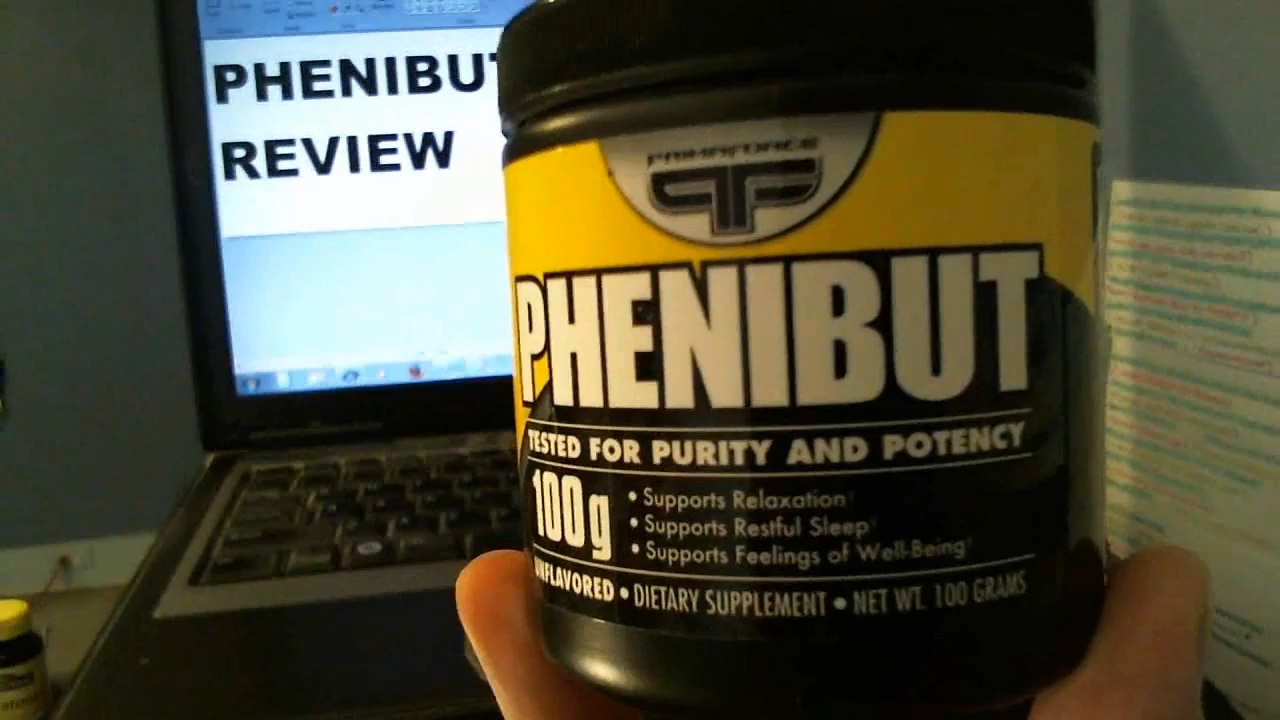 PHENIBUT
REVIEW
PRIMAFORCE
PHENIBUT
TESTED FOR PURITY AND POTENCY
100g
• Supports Relaxation†
• Supports Restful Sleep†
• Supports Feelings of Well-Being†
UNFLAVORED • DIETARY SUPPLEMENT • NET WT. 100 GRAMS